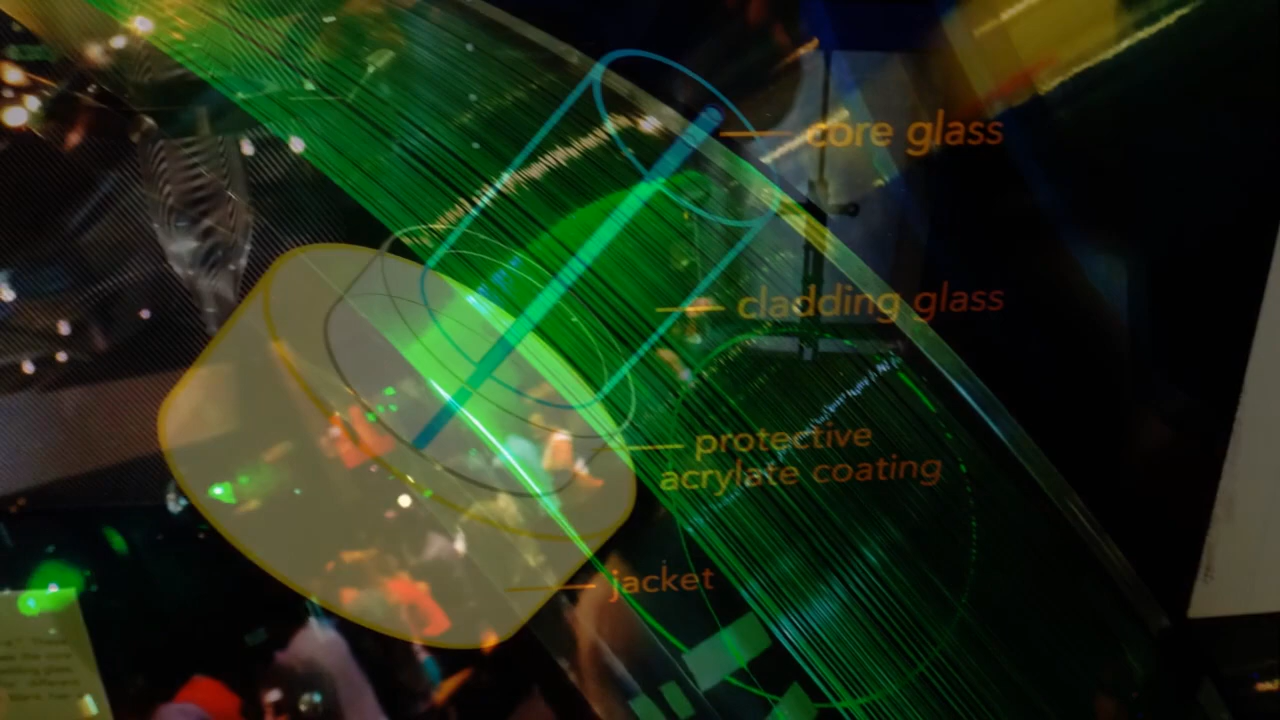 core glass
cladding glass
protective
acrylate coating
jacket